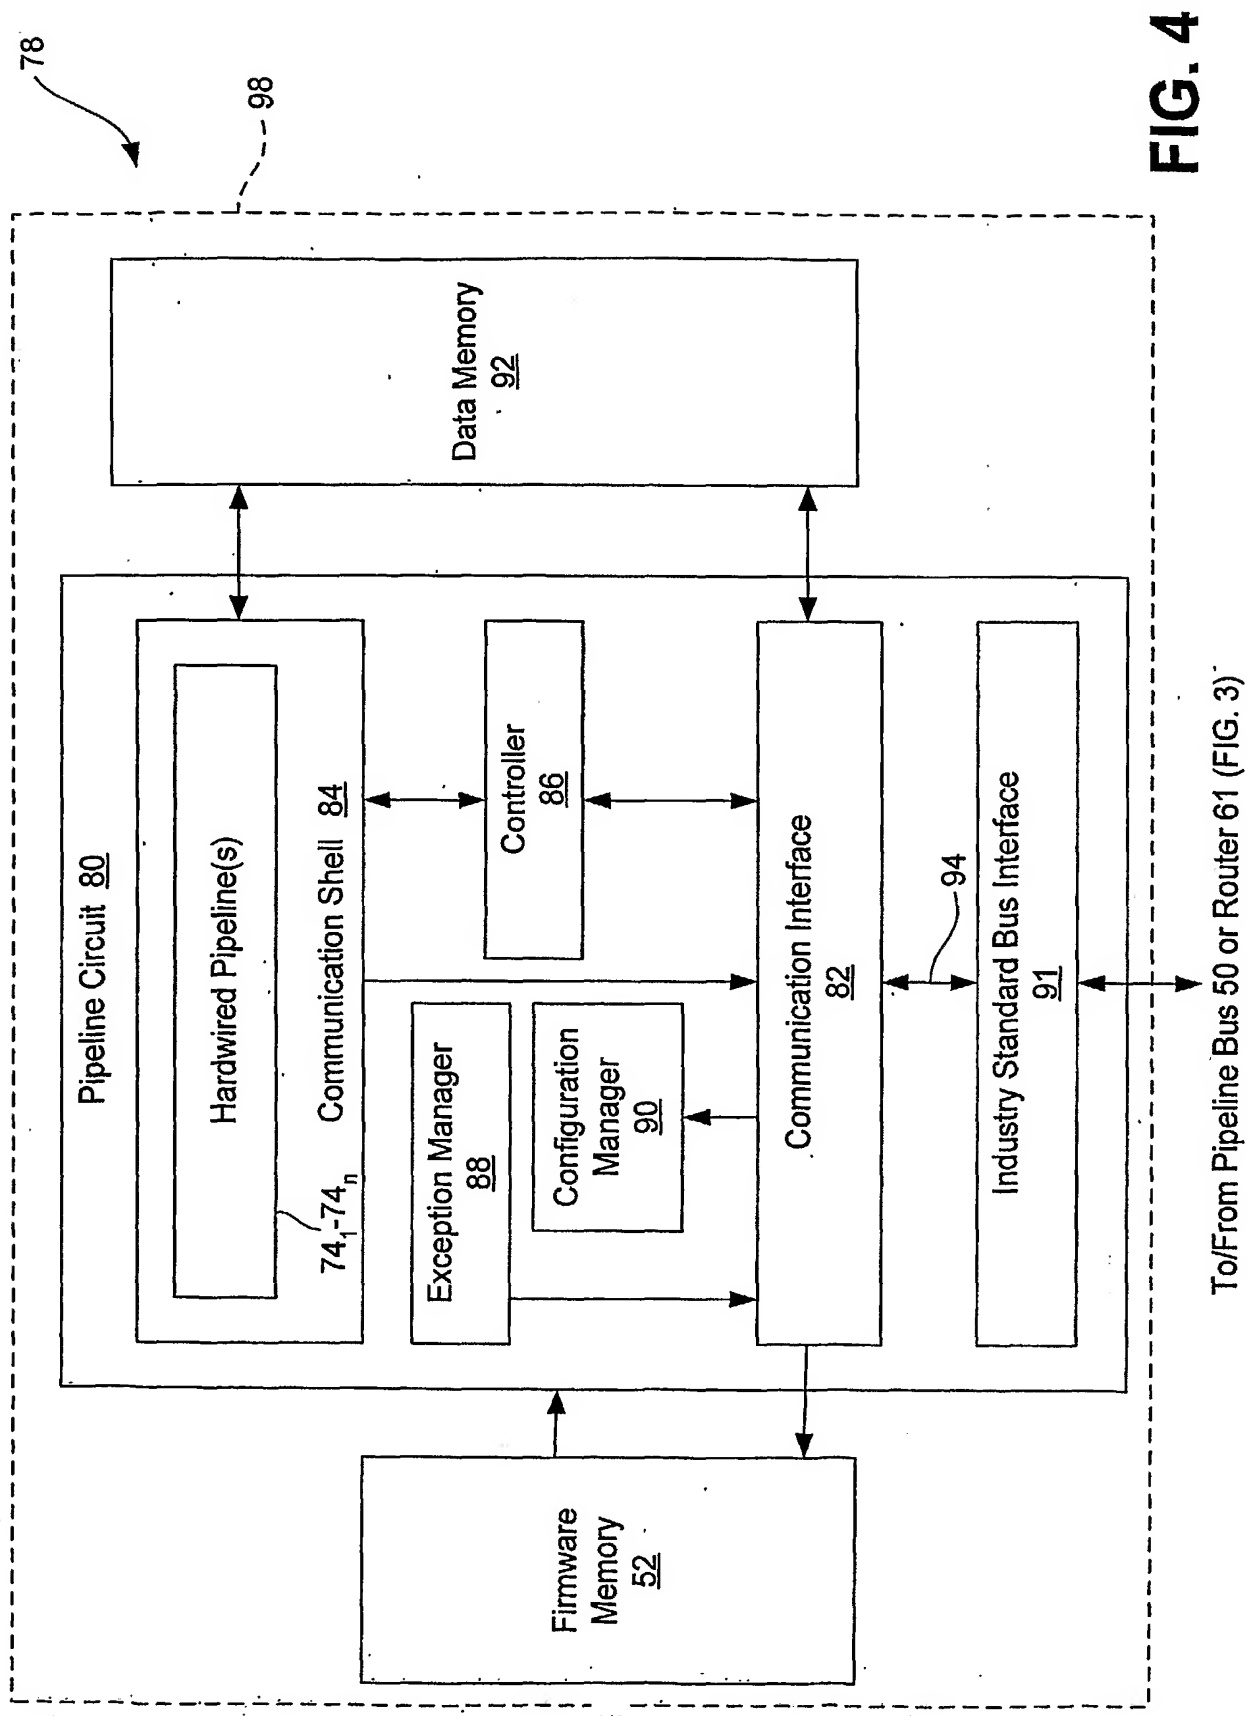 78
98
Pipeline Circuit 80
Hardwired Pipeline(s)
74₁-74ₙ
Communication Shell 84
Exception Manager
88
Controller
86
Configuration
Manager
90
Firmware
Memory
52
Data Memory
92
Communication Interface
82
94
Industry Standard Bus Interface
91
To/From Pipeline Bus 50 or Router 61 (FIG. 3)
FIG. 4